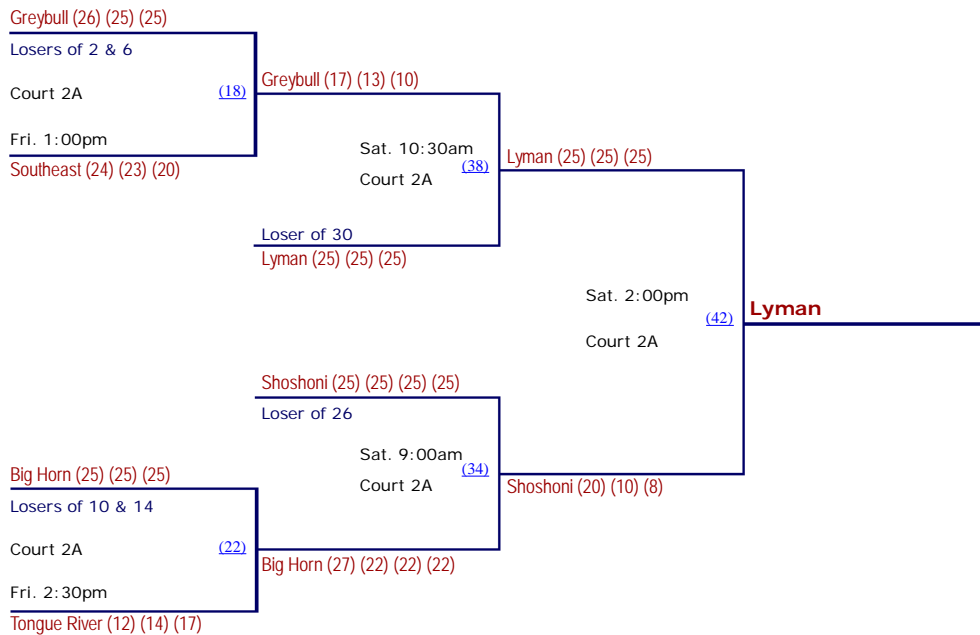 Greybull (26) (25) (25)
Losers of 2 & 6
Court 2A
(18)
Fri. 1:00pm
Southeast (24) (23) (20)
Greybull (17) (13) (10)
Sat. 10:30am
(38)
Court 2A
Loser of 30
Lyman (25) (25) (25)
Lyman (25) (25) (25)
Sat. 2:00pm
(42)
Court 2A
Lyman
Shoshoni (25) (25) (25) (25)
Loser of 26
Sat. 9:00am
(34)
Court 2A
Shoshoni (20) (10) (8)
Big Horn (25) (25) (25)
Losers of 10 & 14
Court 2A
(22)
Big Horn (27) (22) (22) (22)
Fri. 2:30pm
Tongue River (12) (14) (17)